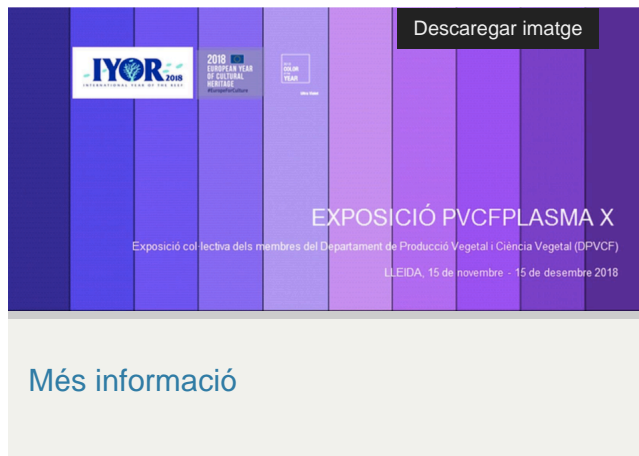 Descaregar imatge
IYOR 2018
INTERNATIONAL YEAR OF THE REEF
2018
EUROPEAN YEAR
OF CULTURAL
HERITAGE
#EuropeForCulture
COLOR
YEAR
EXPOSICIÓ PVCFPLASMA X
Exposició col·lectiva dels membres del Departament de Producció Vegetal i Ciència Vegetal (DPVCF)
LLEIDA, 15 de novembre - 15 de desembre 2018
Més informació